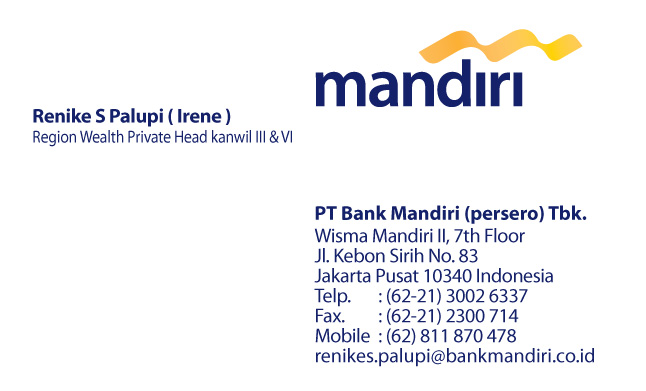 mandiri
Renike S Palupi ( Irene )
Region Wealth Private Head kanwil III & VI
PT Bank Mandiri (persero) Tbk.
Wisma Mandiri II, 7th Floor
Jl. Kebon Sirih No. 83
Jakarta Pusat 10340 Indonesia
Telp. : (62-21) 3002 6337
Fax. : (62-21) 2300 714
Mobile : (62) 811 870 478
renikes.palupi@bankmandiri.co.id